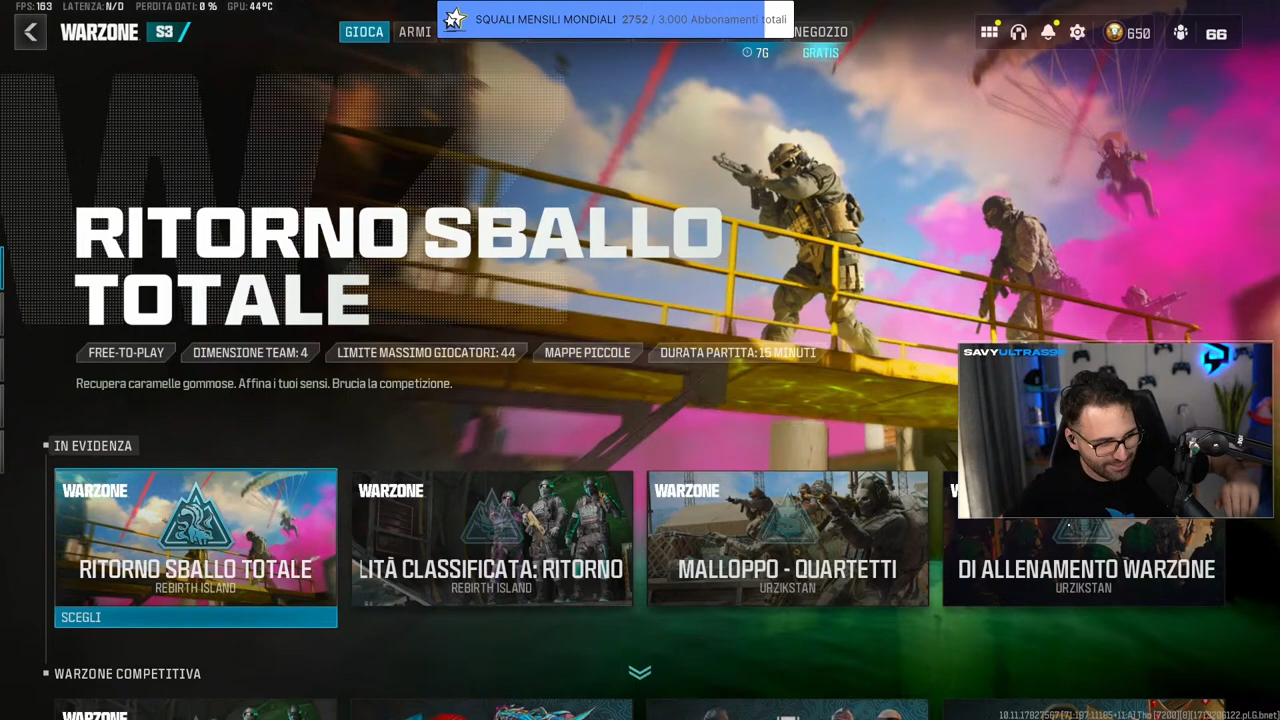 FPS: 163 LATENZA: N/D PERDITA DATI: 0 % GPU: 44°C
SQUALI MENSILI MONDIALI 2752 / 3.000 Abbonamenti totali
WARZONE S3 GIOCA ARMI NEGOZIO 650 66
7G GRATIS
RITORNO SBALLO
TOTALE
FREE-TO-PLAY DIMENSIONE TEAM: 4 LIMITE MASSIMO GIOCATORI: 44 MAPPE PICCOLE DURATA PARTITA: 15 MINUTI
SAVYULTRAS90
Recupera caramelle gommose. Affina i tuoi sensi. Brucia la competizione.
IN EVIDENZA
WARZONE WARZONE WARZONE W
RITORNO SBALLO TOTALE LITÀ CLASSIFICATA: RITORNO MALLOPPO - QUARTETTI DI ALLENAMENTO WARZONE
REBIRTH ISLAND REBIRTH ISLAND URZIKSTAN URZIKSTAN
SCEGLI
WARZONE COMPETITIVA
WARZONE